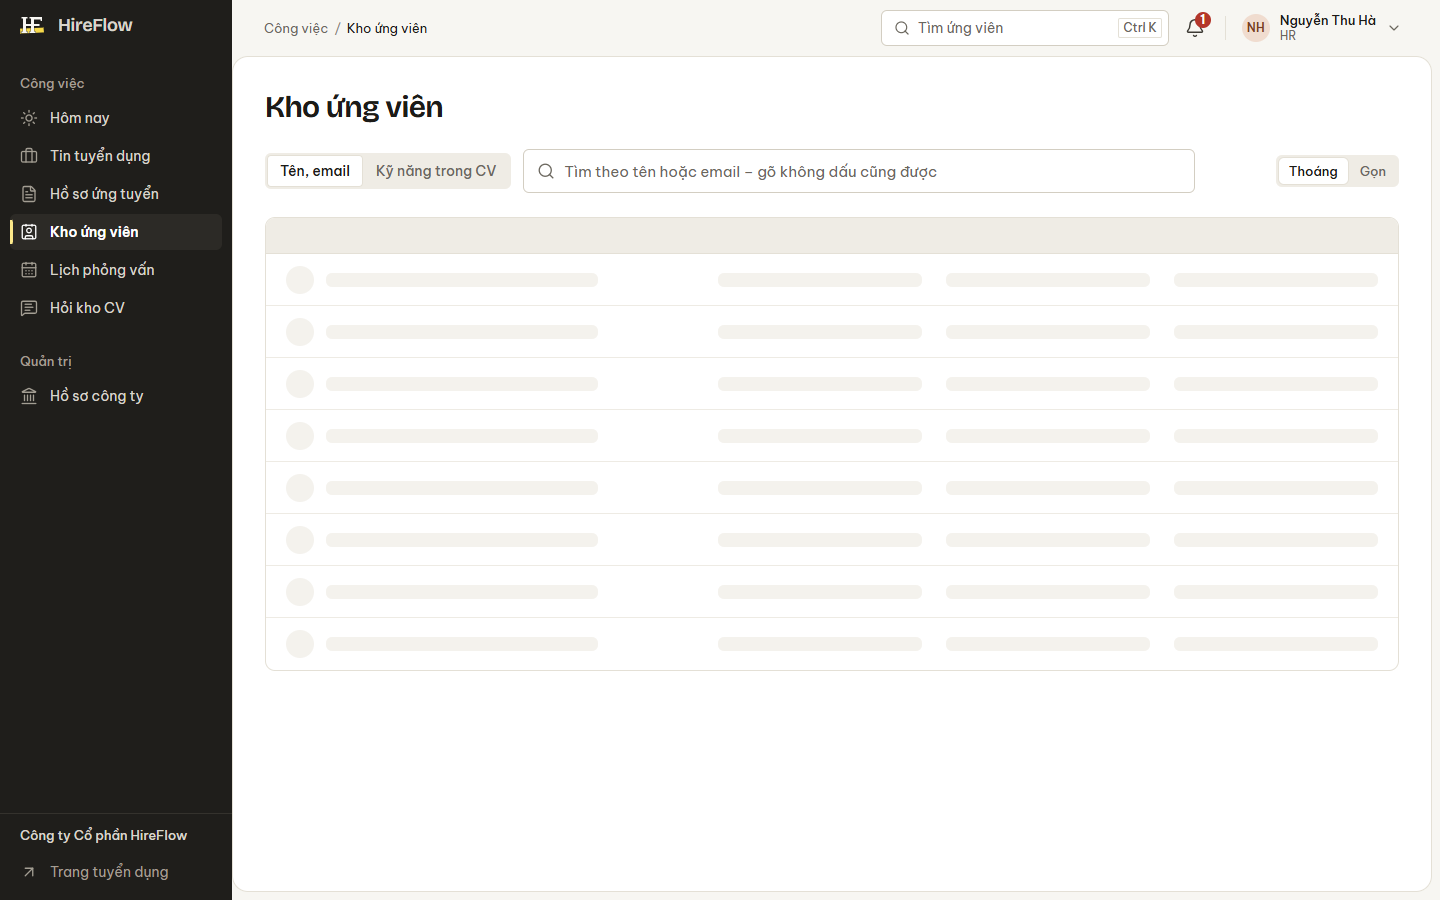 HF HireFlow
Công việc / Kho ứng viên
Tìm ứng viên
Ctrl K
1
NH
Nguyễn Thu Hà
HR
Công việc
Hôm nay
Tin tuyển dụng
Hồ sơ ứng tuyển
Kho ứng viên
Lịch phỏng vấn
Hỏi kho CV
Quản trị
Hồ sơ công ty
Công ty Cổ phần HireFlow
Trang tuyển dụng
Kho ứng viên
Tên, email
Kỹ năng trong CV
Tìm theo tên hoặc email – gõ không dấu cũng được
Thoáng
Gọn